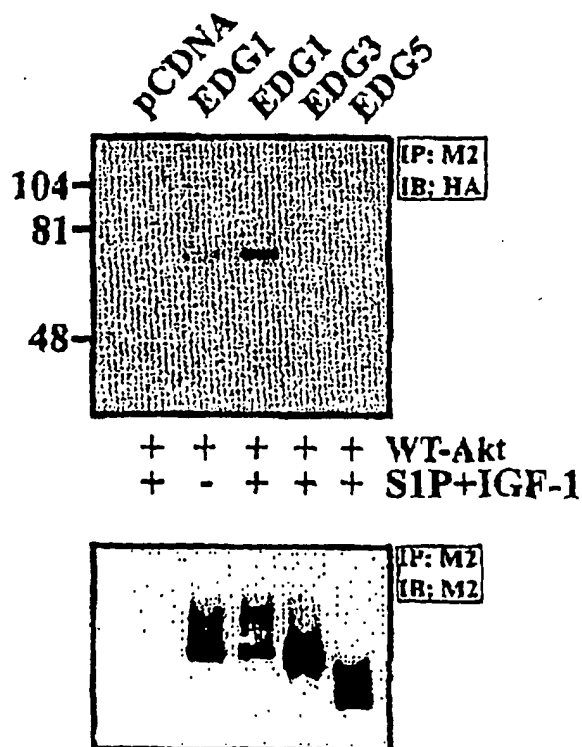 pCDNA EDG1 EDG1 EDG3 EDG5
IP: M2
IB; HA
104
81
48
+ + + + + WT-Akt
+ - + + + S1P+IGF-1
IP: M2
IB; M2